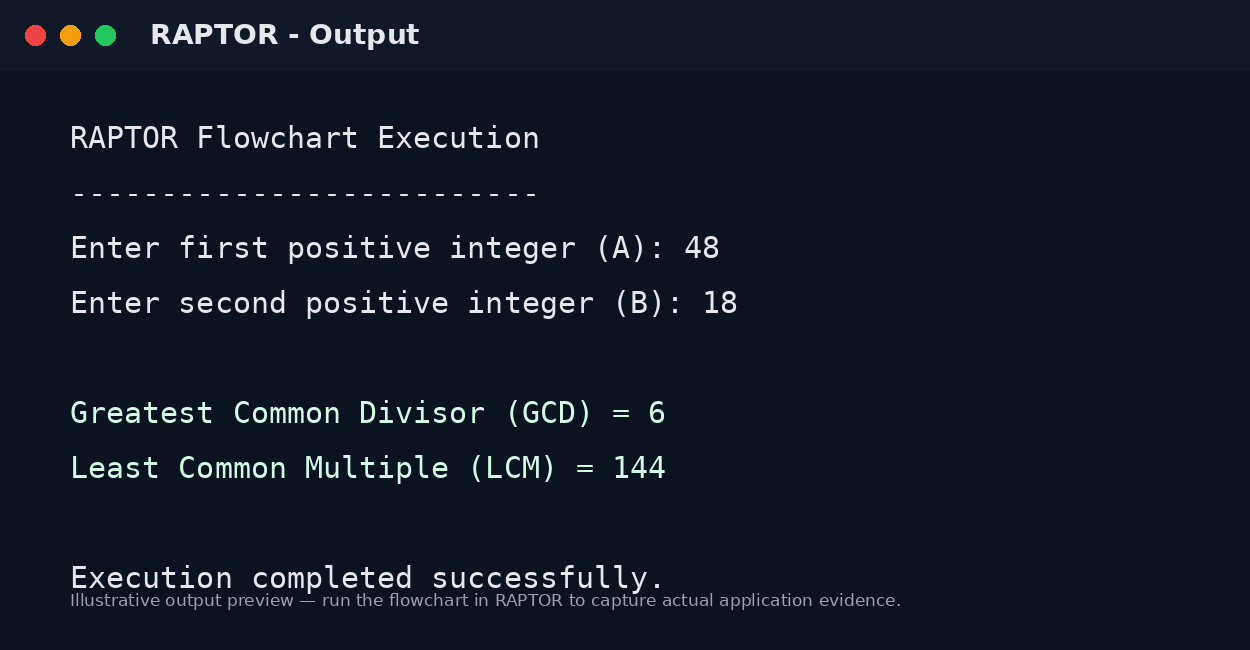 RAPTOR - Output
RAPTOR Flowchart Execution
--------------------------
Enter first positive integer (A): 48
Enter second positive integer (B): 18
Greatest Common Divisor (GCD) = 6
Least Common Multiple (LCM) = 144
Execution completed successfully.
Illustrative output preview — run the flowchart in RAPTOR to capture actual application evidence.